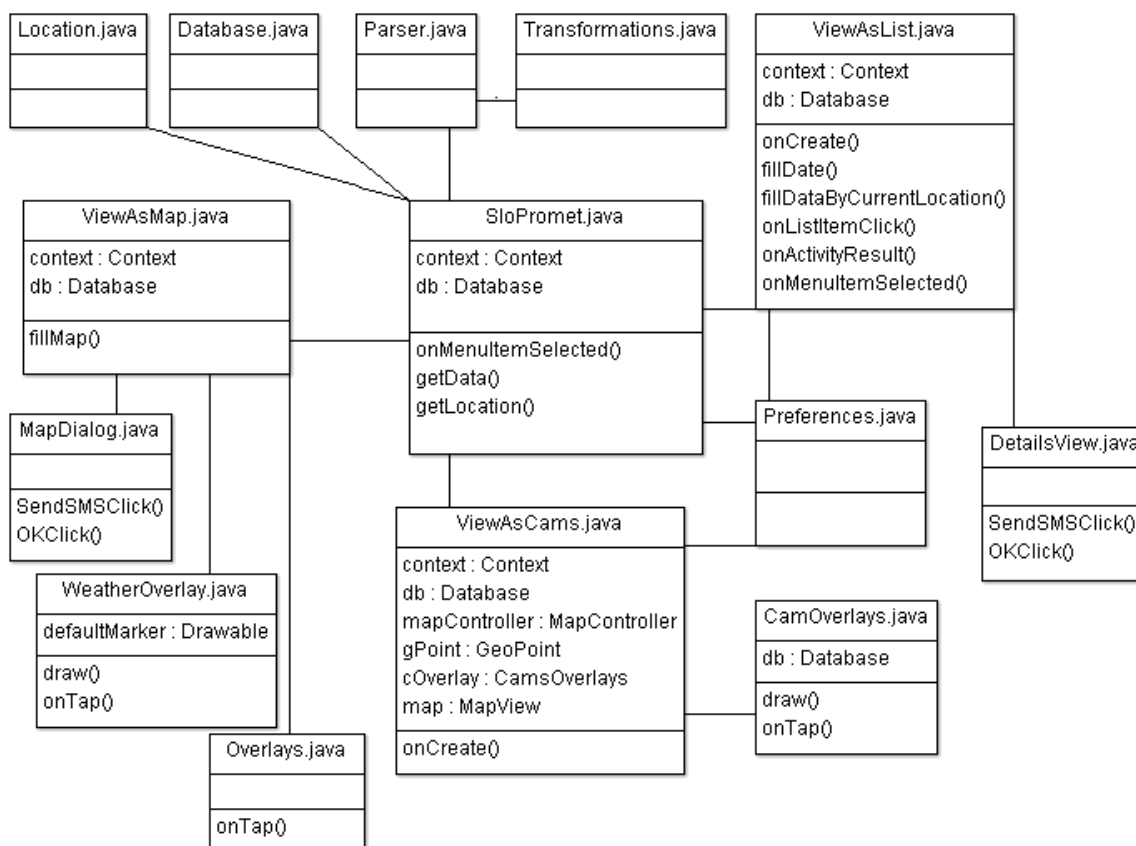 Location.java
Database.java
Parser.java
Transformations.java
ViewAsList.java
context : Context
db : Database
onCreate()
fillDate()
fillDataByCurrentLocation()
onListItemClick()
onActivityResult()
onMenuItemSelected()
ViewAsMap.java
context : Context
db : Database
fillMap()
SloPromet.java
context : Context
db : Database
onMenuItemSelected()
getData()
getLocation()
MapDialog.java
SendSMSClick()
OKClick()
Preferences.java
DetailsView.java
SendSMSClick()
OKClick()
WeatherOverlay.java
defaultMarker : Drawable
draw()
onTap()
ViewAsCams.java
context : Context
db : Database
mapController : MapController
gPoint : GeoPoint
cOverlay : CamsOverlays
map : MapView
onCreate()
CamOverlays.java
db : Database
draw()
onTap()
Overlays.java
onTap()